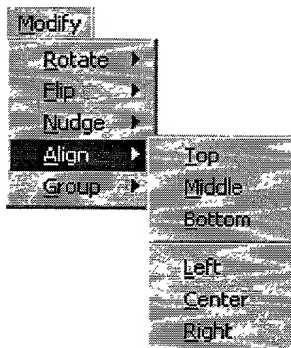 Modify
Rotate
Flip
Nudge
Align
Group
Top
Middle
Bottom
Left
Center
Right